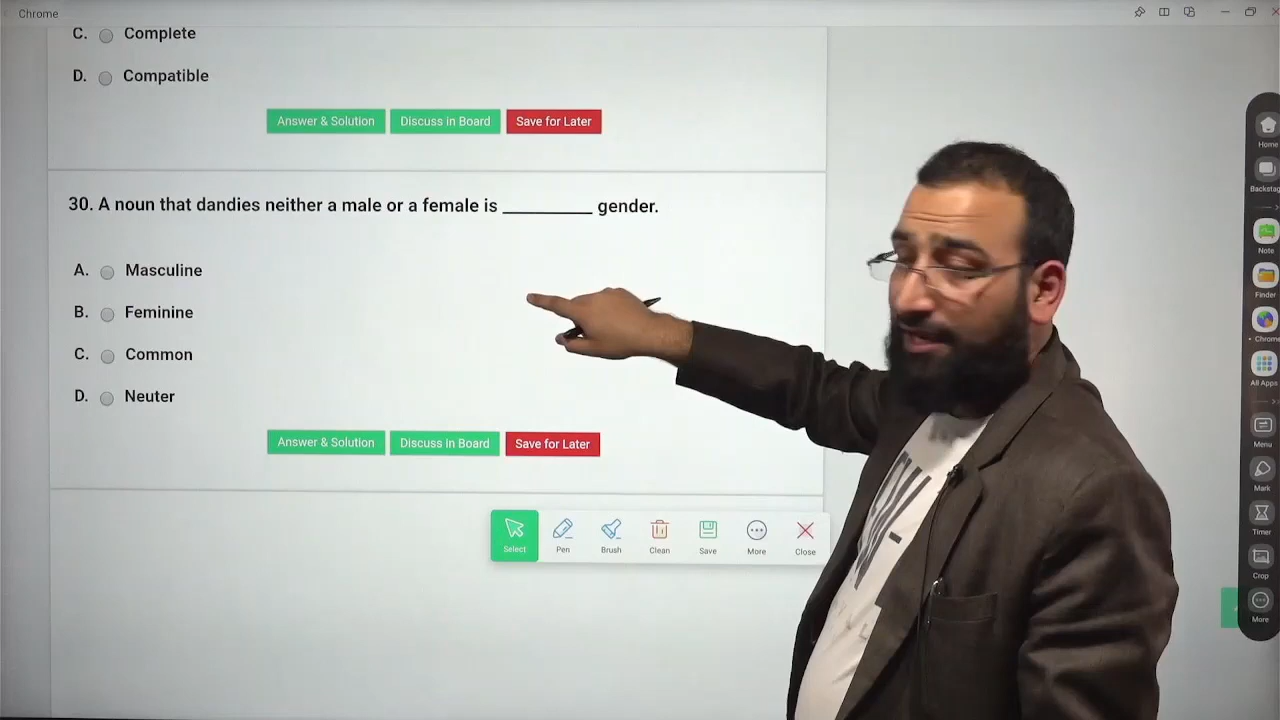 Chrome
C. Complete
D. Compatible
Answer & Solution Discuss in Board Save for Later
30. A noun that dandies neither a male or a female is __________ gender.
A. Masculine
B. Feminine
C. Common
D. Neuter
Answer & Solution Discuss in Board Save for Later
Select Pen Brush Clean Save More Close
Home
Backstag
Note
Finder
Chrome
All Apps
Menu
Mark
Timer
Crop
More